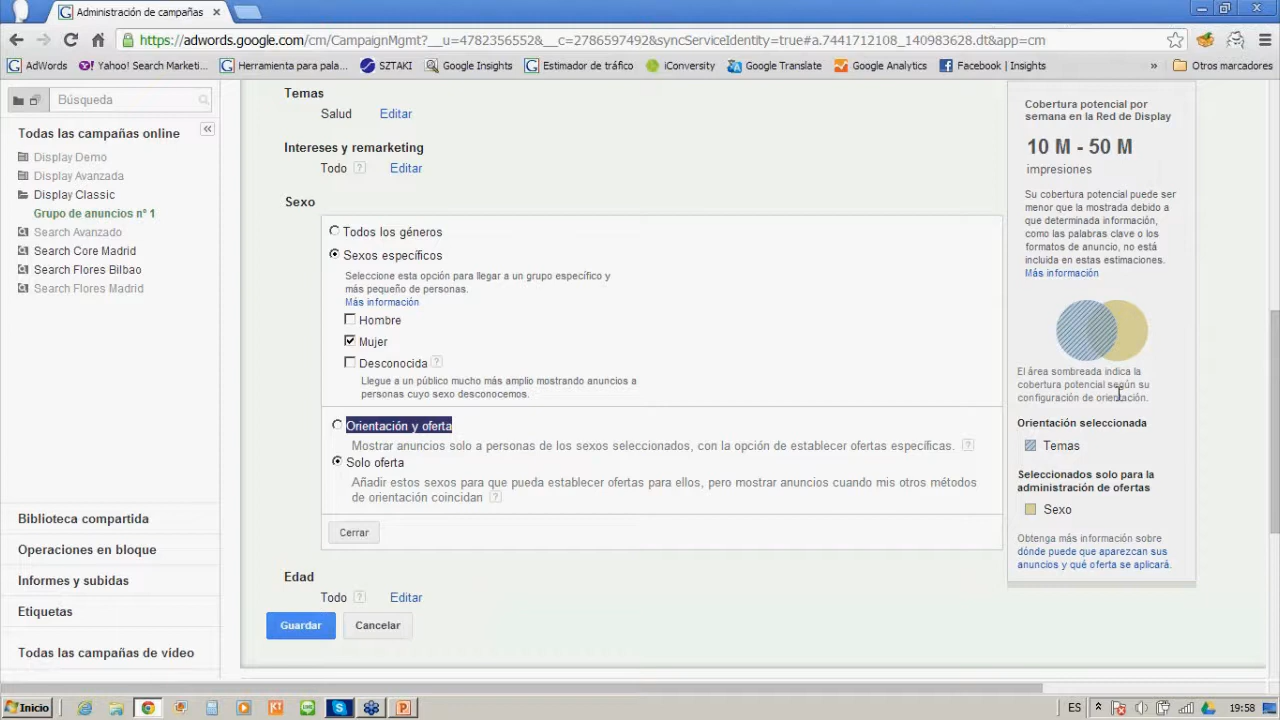 Administración de campañas
https://adwords.google.com/cm/CampaignMgmt?__u=4782356552&__c=2786597492&syncServiceIdentity=true#a.7441712108_140983628.dt&app=cm
AdWords
Yahoo! Search Marketi...
Herramienta para pala...
SZTAKI
Google Insights
Estimador de tráfico
iConversity
Google Translate
Google Analytics
Facebook | Insights
»
Otros marcadores
Búsqueda
Todas las campañas online
«
Display Demo
Display Avanzada
Display Classic
Grupo de anuncios nº 1
Search Avanzado
Search Core Madrid
Search Flores Bilbao
Search Flores Madrid
Biblioteca compartida
Operaciones en bloque
Informes y subidas
Etiquetas
Todas las campañas de vídeo
Temas
Salud Editar
Intereses y remarketing
Todo ? Editar
Sexo
Todos los géneros
Sexos específicos
Seleccione esta opción para llegar a un grupo específico y
más pequeño de personas.
Más información
Hombre
Mujer
Desconocida ?
Llegue a un público mucho más amplio mostrando anuncios a
personas cuyo sexo desconocemos.
Orientación y oferta
Mostrar anuncios solo a personas de los sexos seleccionados, con la opción de establecer ofertas específicas. ?
Solo oferta
Añadir estos sexos para que pueda establecer ofertas para ellos, pero mostrar anuncios cuando mis otros métodos
de orientación coincidan ?
Cerrar
Edad
Todo ? Editar
Guardar
Cancelar
Cobertura potencial por
semana en la Red de Display
10 M - 50 M
impresiones
Su cobertura potencial puede ser
menor que la mostrada debido a
que determinada información,
como las palabras clave o los
formatos de anuncio, no está
incluida en estas estimaciones.
Más información
El área sombreada indica la
cobertura potencial según su
configuración de orientación.
Orientación seleccionada
Temas
Seleccionados solo para la
administración de ofertas
Sexo
Obtenga más información sobre
dónde puede que aparezcan sus
anuncios y qué oferta se aplicará.
Inicio
ES
19:58